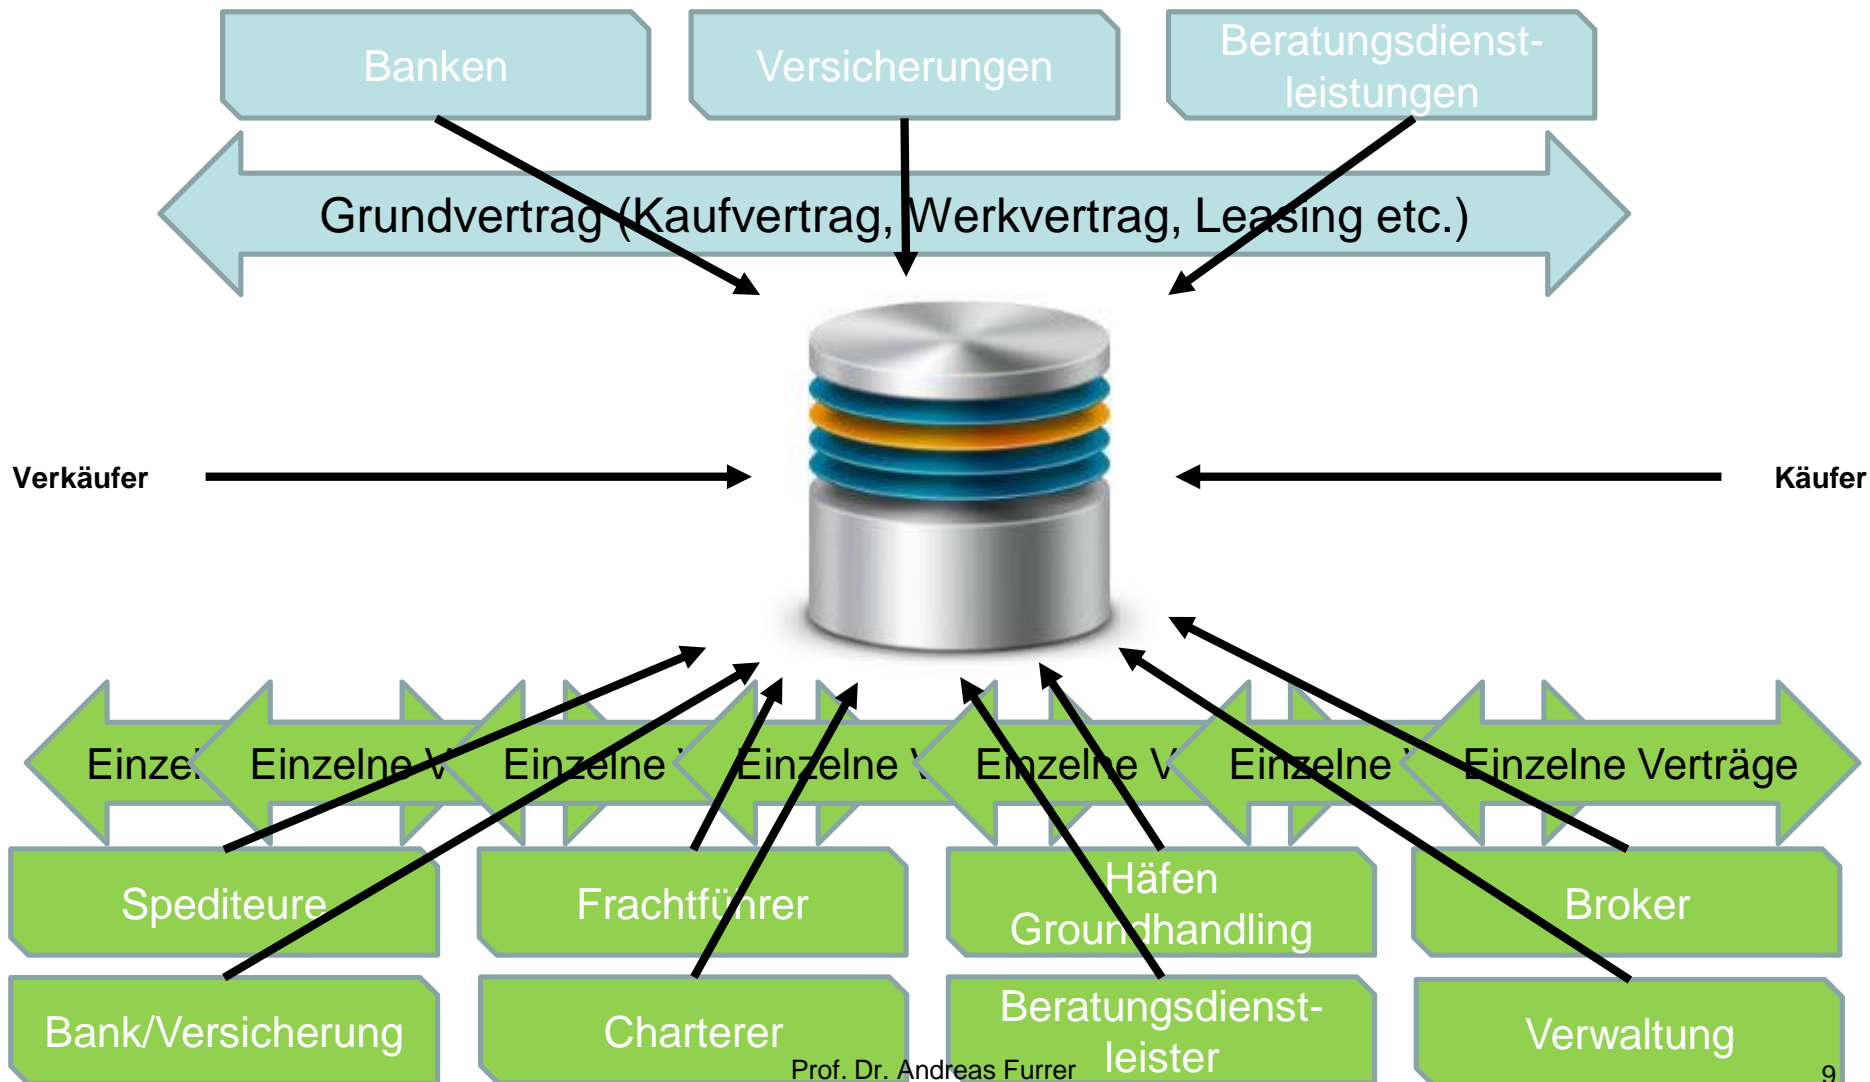 Banken
Versicherungen
Beratungsdienst-
leistungen
Grundvertrag (Kaufvertrag, Werkvertrag, Leasing etc.)
Verkäufer
Käufer
Einzel
Einzelne V
Einzelne V
Einzelne V
Einzelne V
Einzelne V
Einzelne Verträge
Spediteure
Frachtführer
Häfen
Groundhandling
Broker
Bank/Versicherung
Charterer
Beratungsdienst-
leister
Verwaltung
Prof. Dr. Andreas Furrer
9